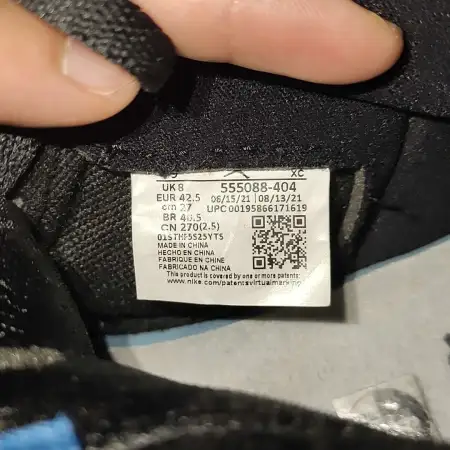 XC
UK 8 555088-404
EUR 42.5 06/15/21 08/13/21
cm 27 UPC 00195866171619
BR 40.5
CN 270(2.5)
MADE IN CHINA
HECHO EN CHINA
FABRIQUE EN CHINE
FABRICADO NA CHINA
This product is covered by one or more patents:
www.nike.com/patentsvirtualmarking